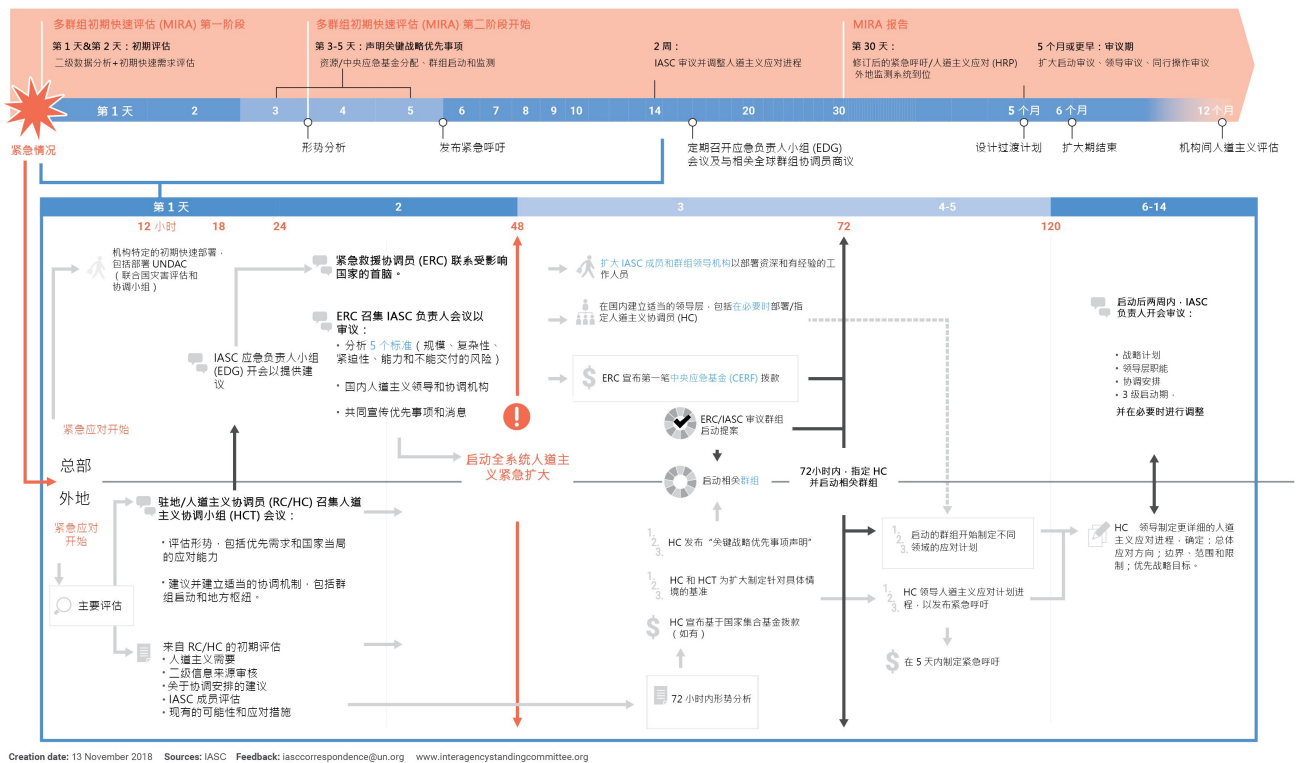 多群组初期快速评估 (MIRA) 第一阶段
第 1 天&第 2 天：初期评估
二级数据分析+初期快速需求评估
多群组初期快速评估 (MIRA) 第二阶段开始
第 3-5 天：声明关键战略优先事项
资源/中央应急基金分配、群组启动和监测
2 周：
IASC 审议并调整人道主义应对进程
MIRA 报告
第 30 天：
修订后的紧急呼吁/人道主义应对 (HRP)
外地监测系统到位
5 个月或更早：审议期
扩大启动审议、领导审议、同行操作审议
第 1 天 2 3 4 5 6 7 8 9 10 14 20 30 5 个月 6 个月 12 个月
紧急情况
形势分析
发布紧急呼吁
定期召开应急负责人小组 (EDG)
会议及与相关全球群组协调员商议
设计过渡计划
扩大期结束
机构间人道主义评估
第 1 天 2 3 4-5 6-14
12 小时 18 24 48 72 120
机构特定的初期快速部署，
包括部署 UNDAC
（联合国灾害评估和
协调小组）
紧急救援协调员 (ERC) 联系受影响
国家的首脑。
ERC 召集 IASC 负责人会议以
审议：
• 分析 5 个标准（规模、复杂性、
紧迫性、能力和不能交付的风险）
• 国内人道主义领导和协调机构
• 共同宣传优先事项和消息
IASC 应急负责人小组
(EDG) 开会以提供建
议
紧急应对开始
总部
外地
紧急应对
开始
启动全系统人道主
义紧急扩大
主要评估
驻地/人道主义协调员 (RC/HC) 召集人道
主义协调小组 (HCT) 会议：
• 评估形势，包括优先需求和国家当局
的应对能力
• 建议并建立适当的协调机制，包括群
组启动和地方枢纽。
来自 RC/HC 的初期评估
• 人道主义需要
• 二级信息来源审核
• 关于协调安排的建议
• IASC 成员评估
• 现有的可能性和应对措施
扩大 IASC 成员和群组领导机构以部署资深和有经验的工
作人员
在国内建立适当的领导层，包括在必要时部署/指
定人道主义协调员 (HC)
ERC 宣布第一笔中央应急基金 (CERF) 拨款
ERC/IASC 审议群组
启动提案
启动相关群组
72小时内，指定 HC
并启动相关群组
1.
2.
3.
HC 发布“关键战略优先事项声明”
1.
2.
3.
HC 和 HCT 为扩大制定针对具体情
境的基准
HC 宣布基于国家集合基金拨款
（如有）
72 小时内形势分析
1.
2.
3.
启动的群组开始制定不同
领域的应对计划
1.
2.
3.
HC 领导人道主义应对计划进
程，以发布紧急呼吁
在 5 天内制定紧急呼吁
启动后两周内，IASC
负责人开会审议：
• 战略计划
• 领导层职能
• 协调安排
• 3 级启动期，
并在必要时进行调整
HC 领导制定更详细的人道
主义应对进程，确定：总体
应对方向；边界、范围和限
制；优先战略目标。
Creation date: 13 November 2018 Sources: IASC Feedback: iasccorrespondence@un.org www.interagencystandingcommittee.org